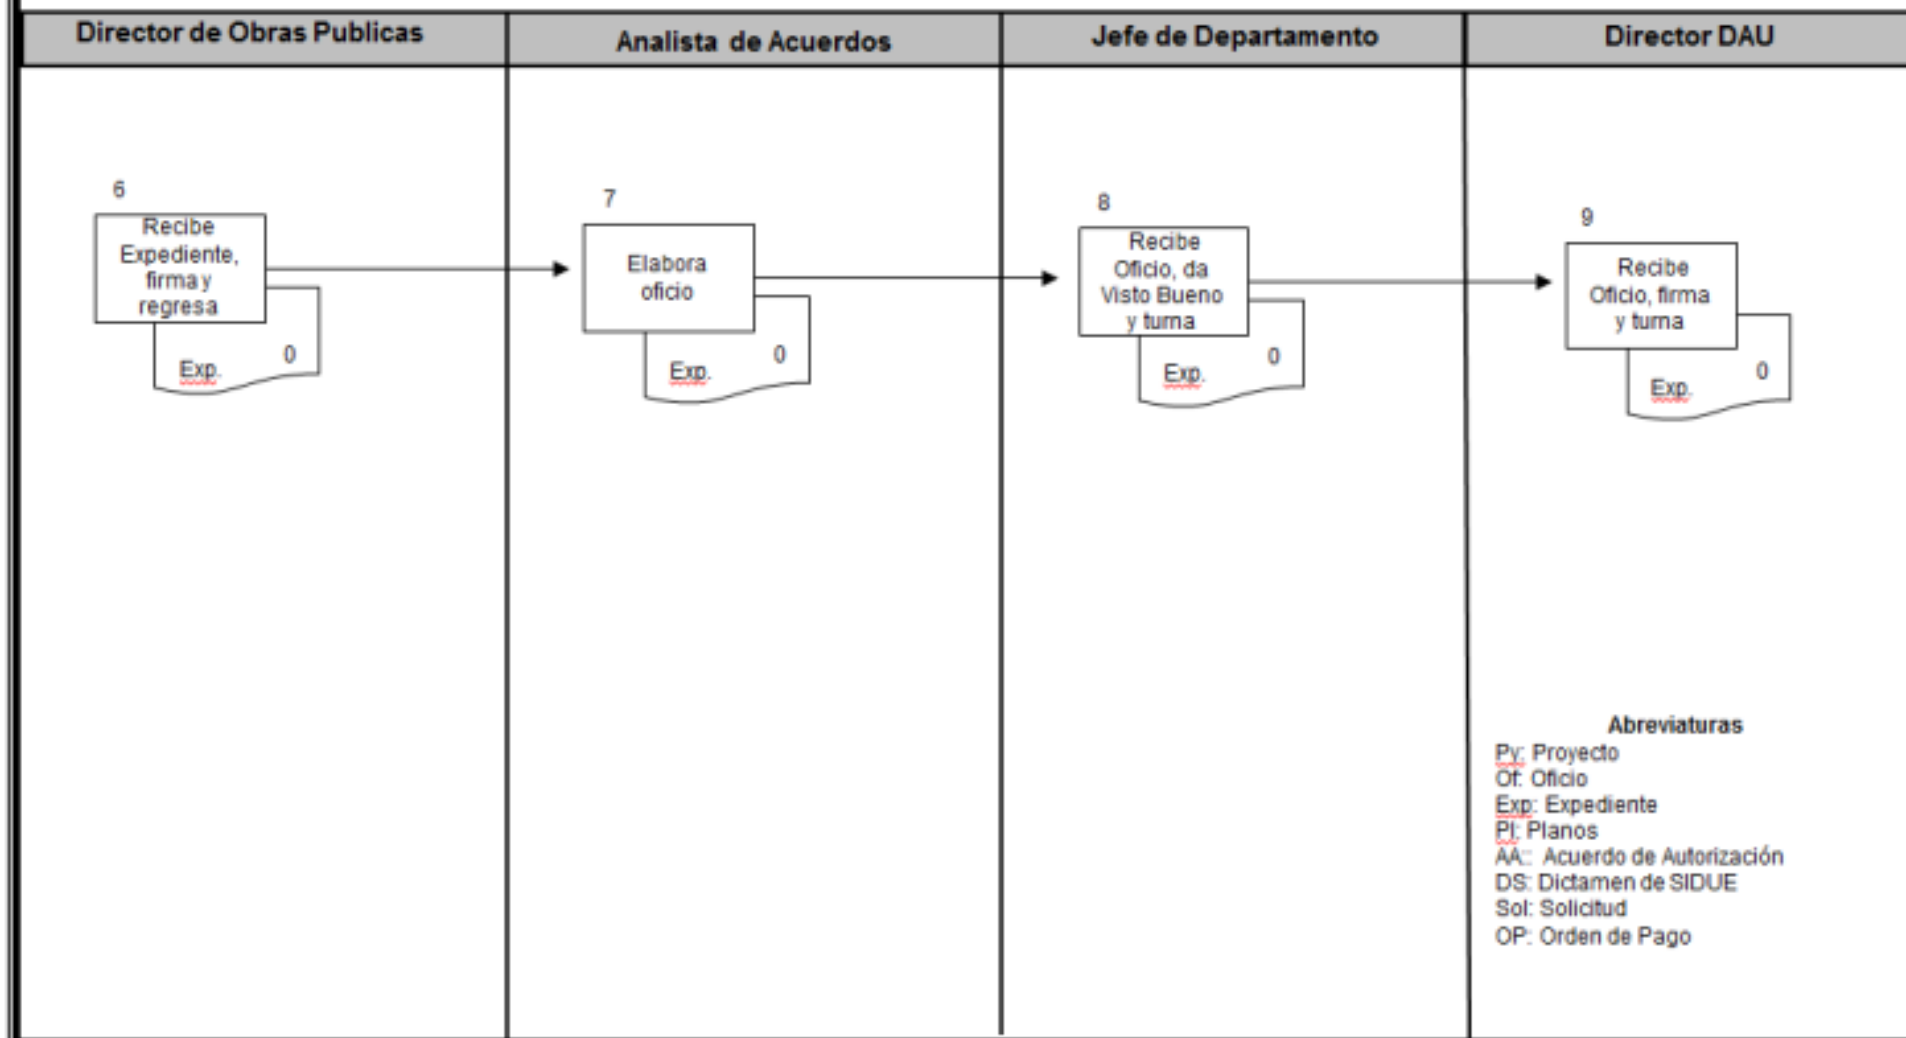 Director de Obras Publicas
Analista de Acuerdos
Jefe de Departamento
Director DAU
6
Recibe
Expediente,
firma y
regresa
Exp.
0
7
Elabora
oficio
Exp.
0
8
Recibe
Oficio, da
Visto Bueno
y turna
Exp.
0
9
Recibe
Oficio, firma
y turna
Exp.
0
Abreviaturas
Py: Proyecto
Of: Oficio
Exp: Expediente
Pl: Planos
AA:: Acuerdo de Autorización
DS: Dictamen de SIDUE
Sol: Solicitud
OP: Orden de Pago